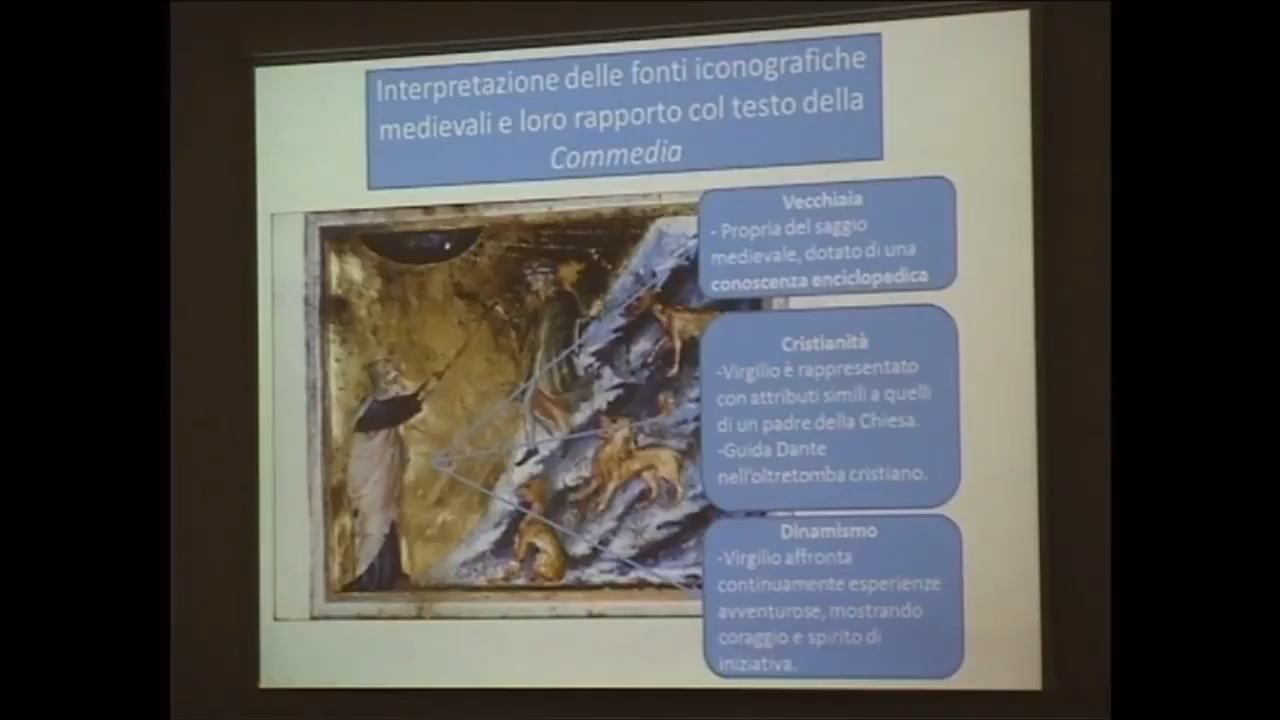 Interpretazione delle fonti iconografiche
medievali e loro rapporto col testo della
Commedia
Vecchiaia
- Propria del saggio
medievale, dotato di una
conoscenza enciclopedica
Cristianità
-Virgilio è rappresentato
con attributi simili a quelli
di un padre della Chiesa.
-Guida Dante
nell'oltretomba cristiano.
Dinamismo
-Virgilio affronta
continuamente esperienze
avventurose, mostrando
coraggio e spirito di
iniziativa.